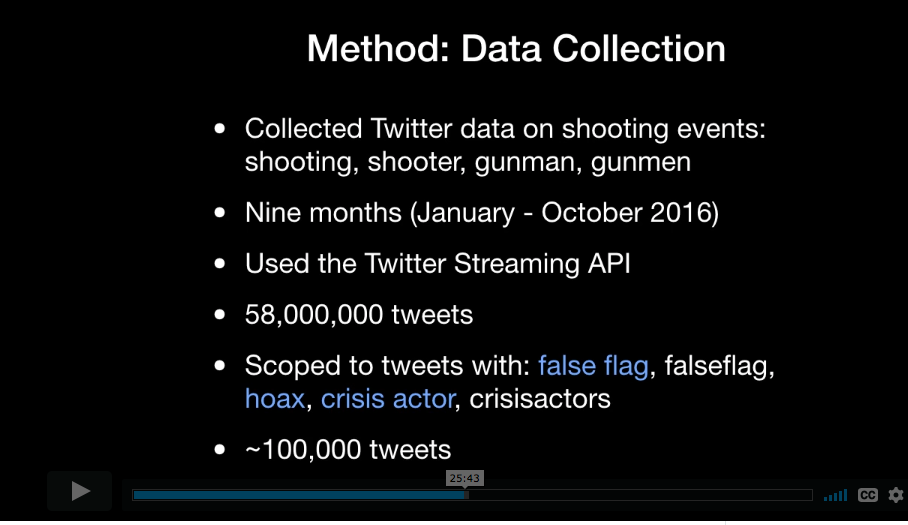 Method: Data Collection
• Collected Twitter data on shooting events:
shooting, shooter, gunman, gunmen
• Nine months (January - October 2016)
• Used the Twitter Streaming API
• 58,000,000 tweets
• Scoped to tweets with: false flag, falseflag,
hoax, crisis actor, crisisactors
• ~100,000 tweets
25:43
CC